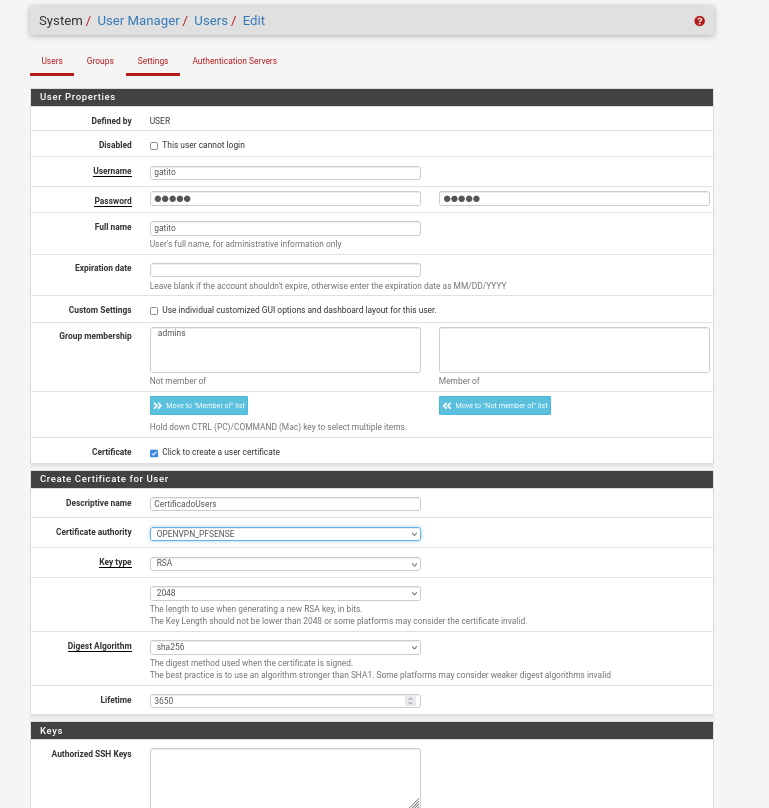 System / User Manager / Users / Edit
Users Groups Settings Authentication Servers
User Properties
Defined by USER
Disabled This user cannot login
Username gatito
Password ●●●●● ●●●●●
Full name gatito
User's full name, for administrative information only
Expiration date
Leave blank if the account shouldn't expire, otherwise enter the expiration date as MM/DD/YYYY
Custom Settings Use individual customized GUI options and dashboard layout for this user.
Group membership admins
Not member of Member of
Move to "Member of" list Move to "Not member of" list
Hold down CTRL (PC)/COMMAND (Mac) key to select multiple items.
Certificate Click to create a user certificate
Create Certificate for User
Descriptive name CertificadoUsers
Certificate authority OPENVPN_PFSENSE
Key type RSA
2048
The length to use when generating a new RSA key, in bits.
The Key Length should not be lower than 2048 or some platforms may consider the certificate invalid.
Digest Algorithm sha256
The digest method used when the certificate is signed.
The best practice is to use an algorithm stronger than SHA1. Some platforms may consider weaker digest algorithms invalid
Lifetime 3650
Keys
Authorized SSH Keys